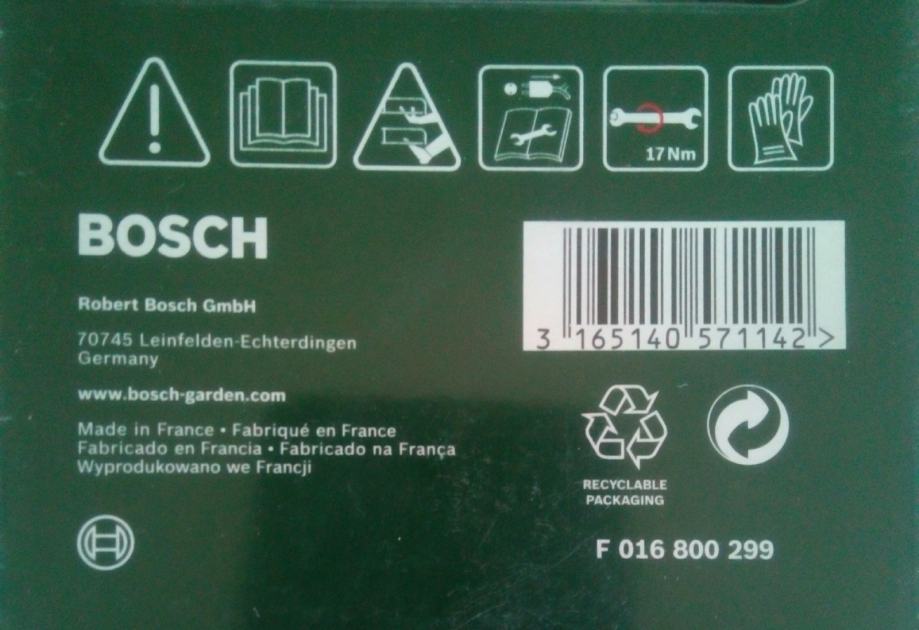 17 Nm
BOSCH
Robert Bosch GmbH
70745 Leinfelden-Echterdingen
Germany
www.bosch-garden.com
Made in France • Fabriqué en France
Fabricado en Francia • Fabricado na França
Wyprodukowano we Francji
3 165140 571142 >
RECYCLABLE
PACKAGING
F 016 800 299